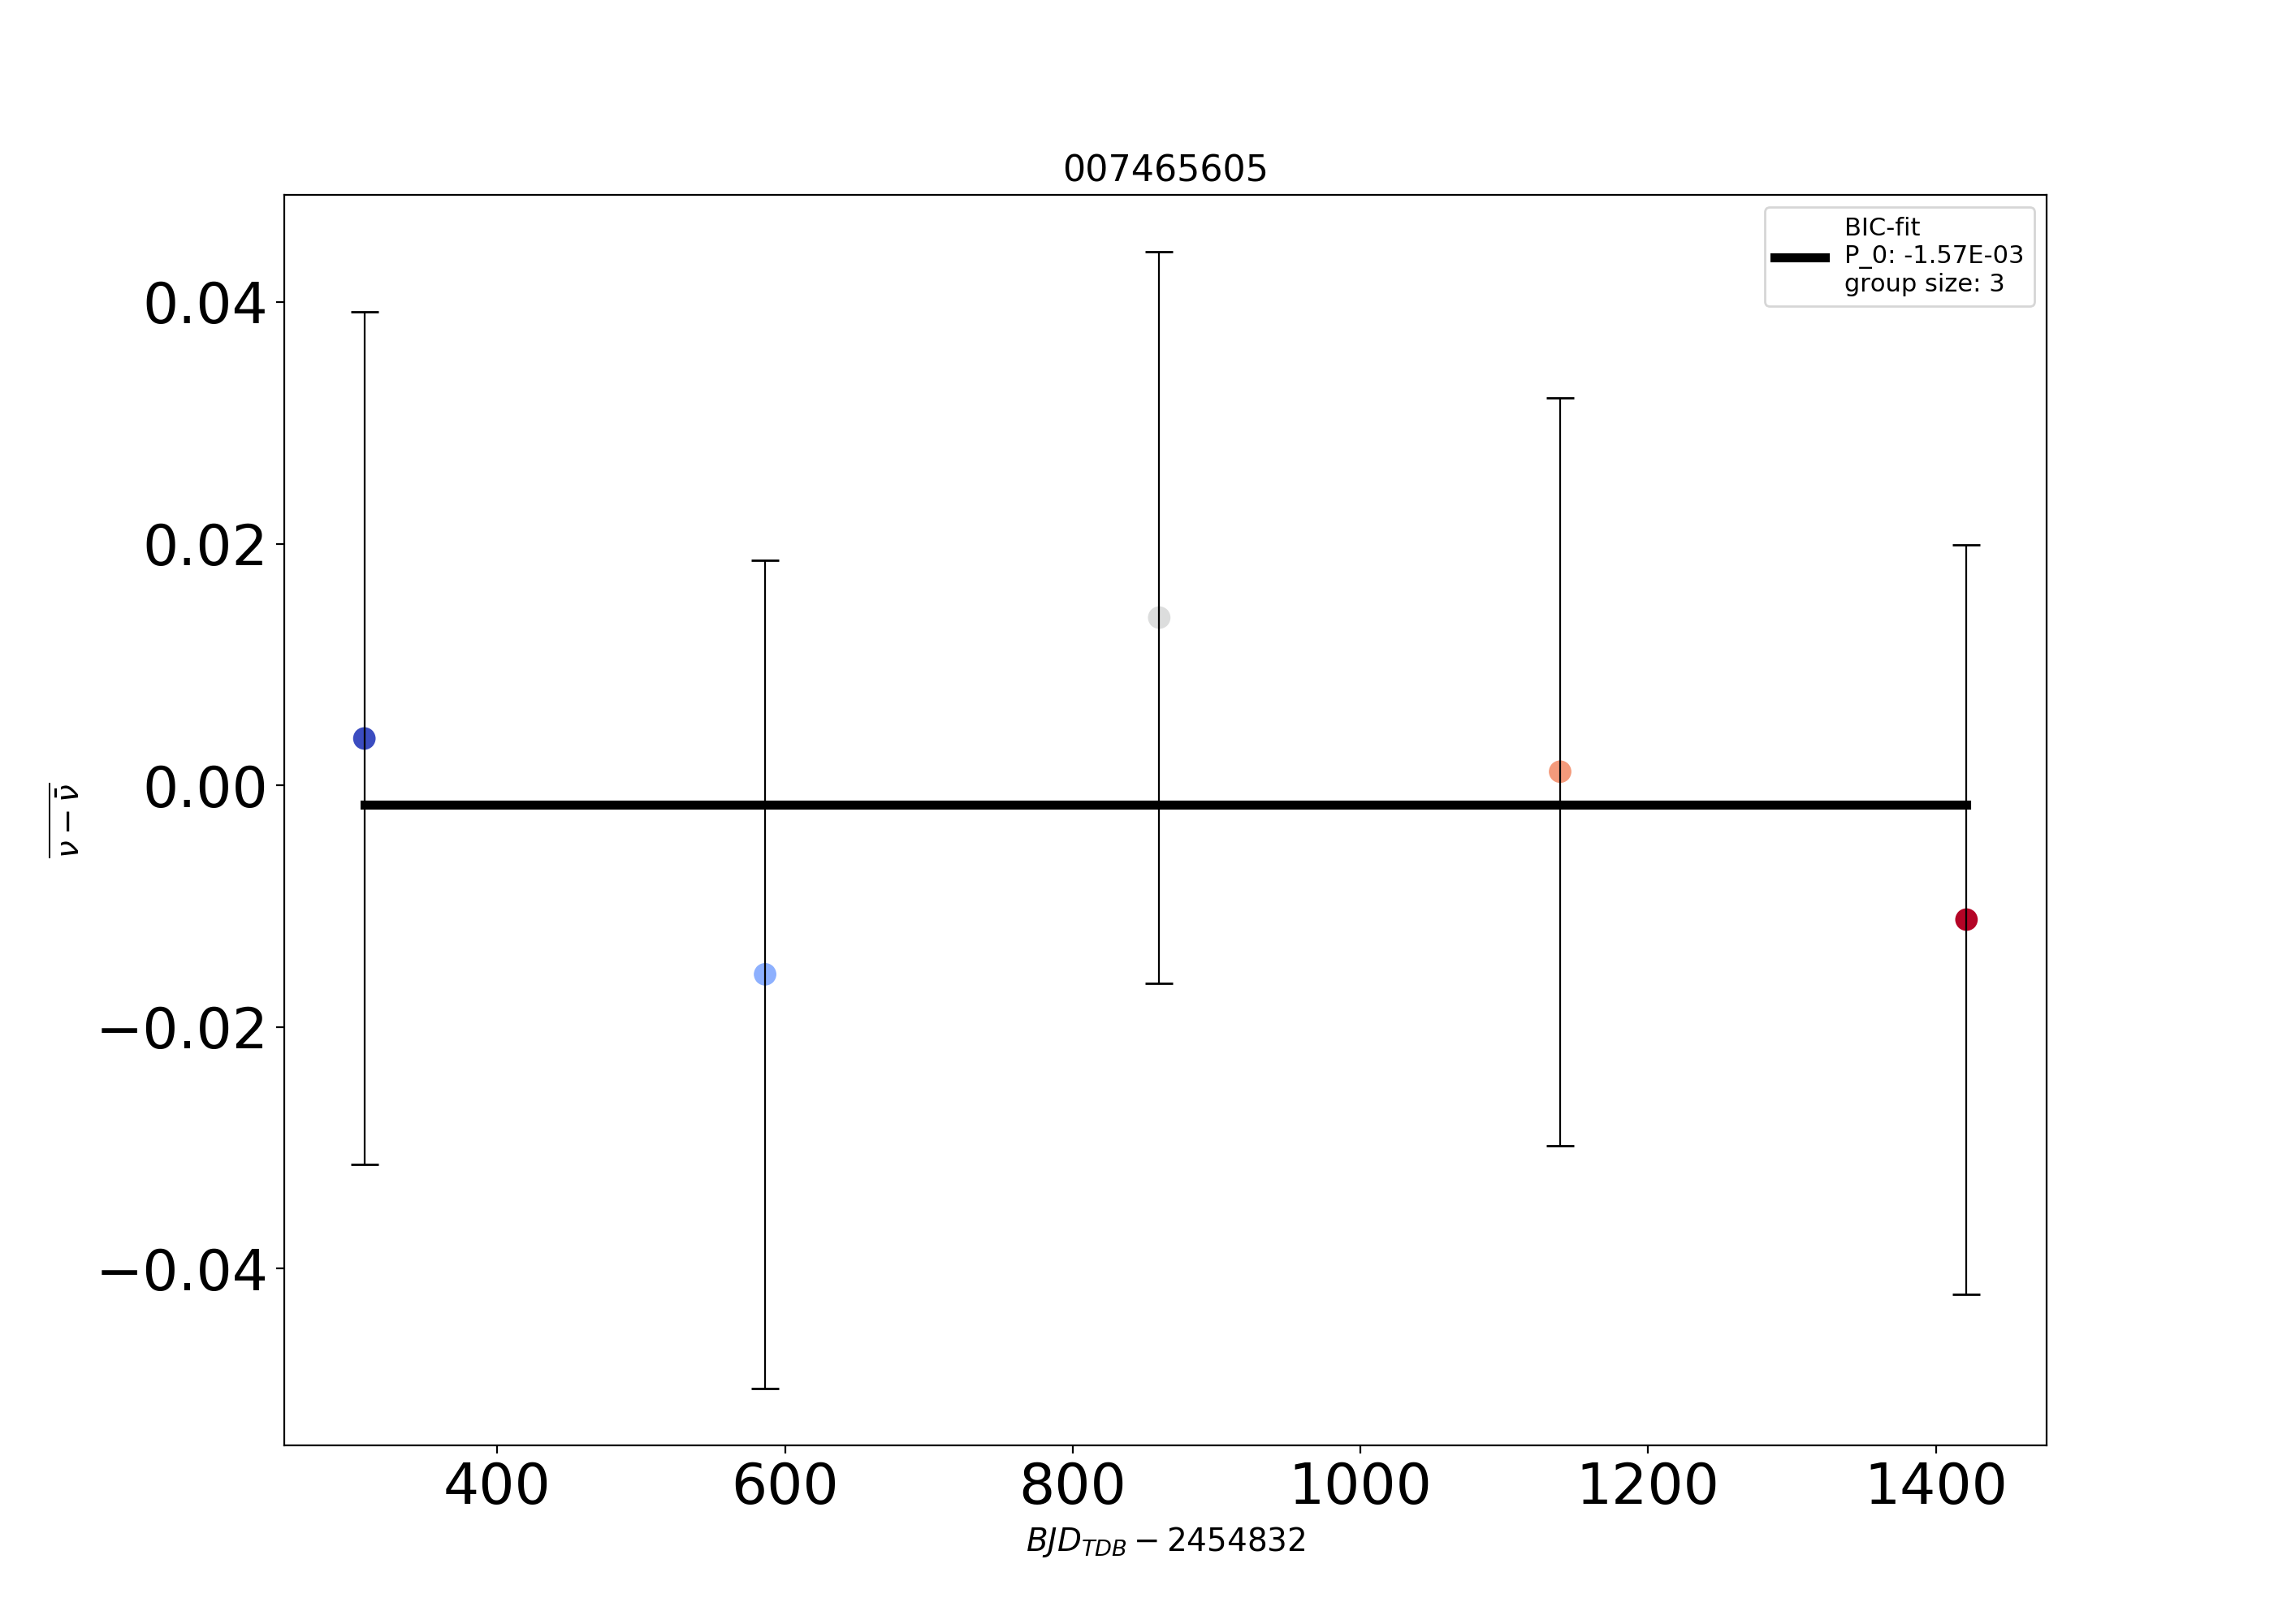 007465605
BIC-fit
P_0: -1.57E-03
group size: 3
0.04
0.02
0.00
−0.02
−0.04
ν − ν̄
400 600 800 1000 1200 1400
BJD_TDB − 2454832